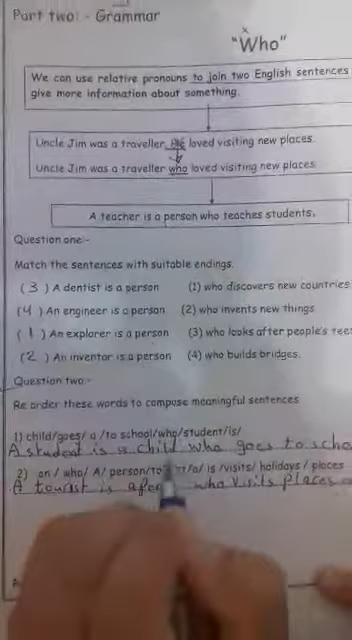 Part two: - Grammar
"Who"
We can use relative pronouns to join two English sentences
give more information about something.
Uncle Jim was a traveller. He loved visiting new places.
Uncle Jim was a traveller who loved visiting new places
A teacher is a person who teaches students.
Question one:-
Match the sentences with suitable endings.
(3) A dentist is a person (1) who discovers new countries
(4) An engineer is a person (2) who invents new things
(1) An explorer is a person (3) who looks after people's
(2) An inventor is a person (4) who builds bridges.
Question two:-
Re order these words to compose meaningful sentences
1) child/goes/ a /to school/who/student/is/
A student is a child who goes to
2) on / who/ A/ /a/ is /visits/ holidays / places
A tourist is a who visits places